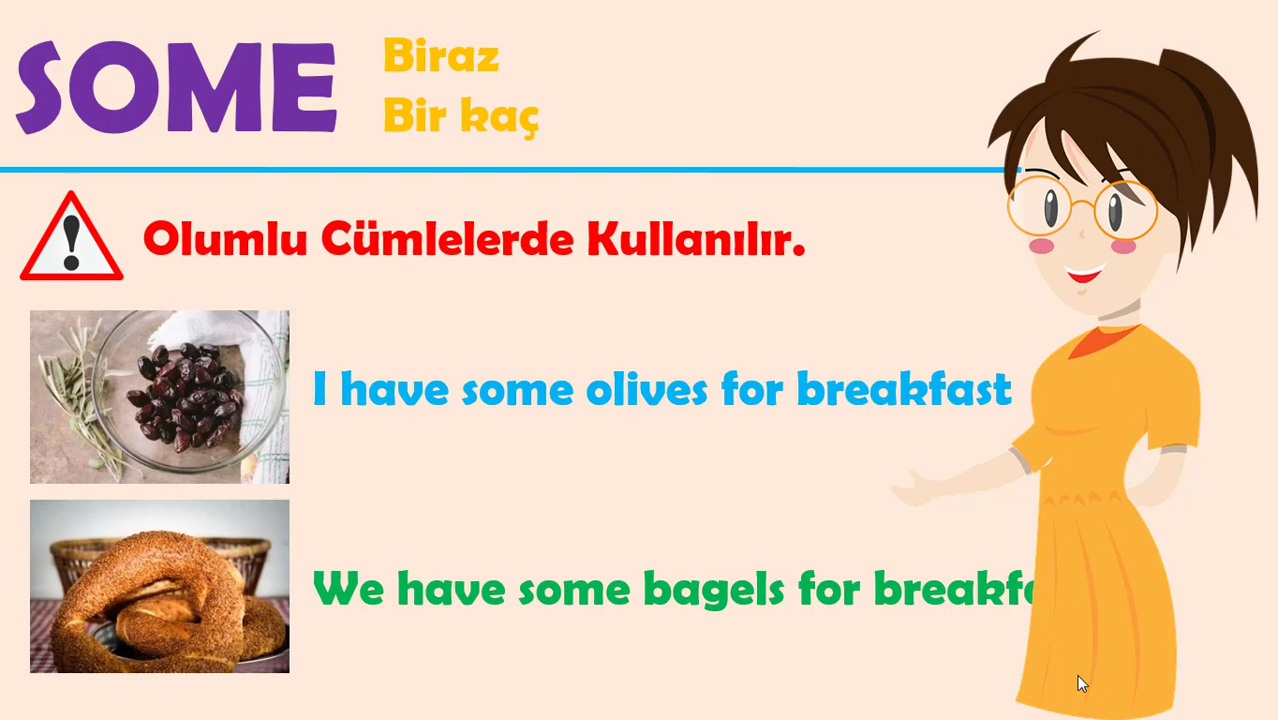 SOME
Biraz
Bir kaç
Olumlu Cümlelerde Kullanılır.
I have some olives for breakfast
We have some bagels for